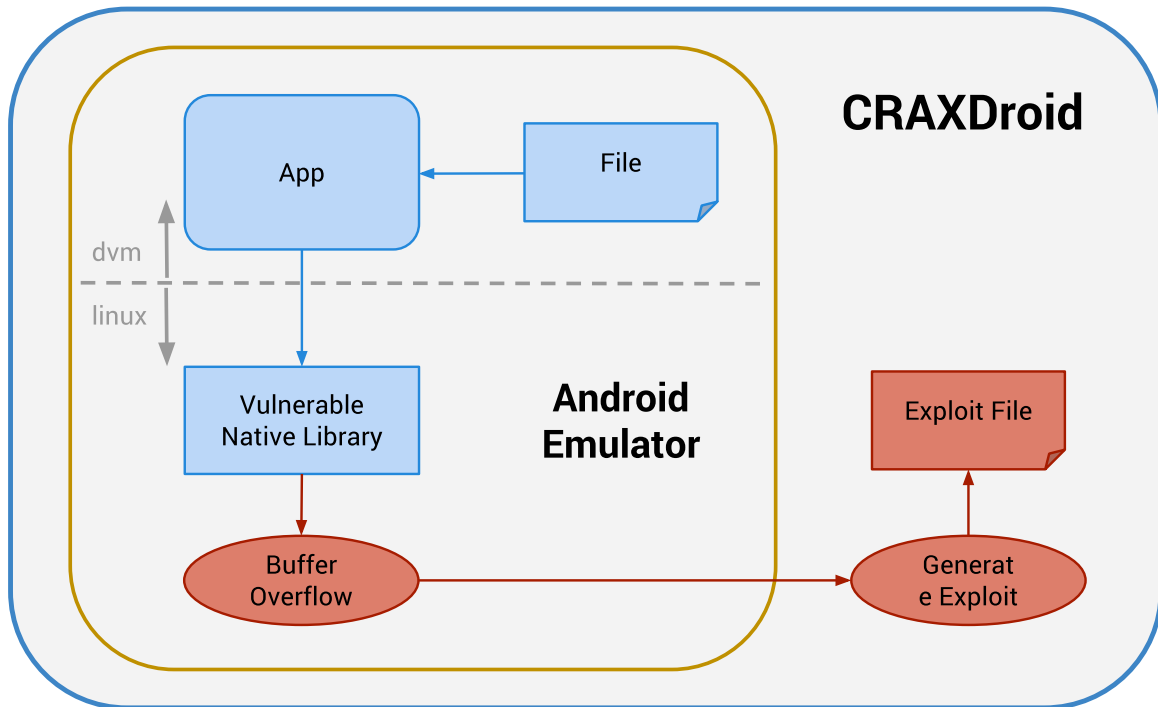 CRAXDroid
App
File
dvm
linux
Vulnerable
Native Library
Android
Emulator
Exploit File
Buffer
Overflow
Generat
e Exploit